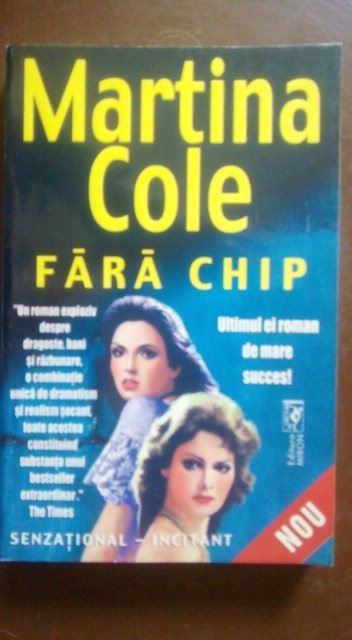 Martina
Cole
FĂRĂ CHIP
"Un roman exploziv
despre
dragoste, bani
și răzbunare,
o combinație
unică de dramatism
și realism șocant,
toate acestea
constituind
substanța unui
bestseller
extraordinar."
The Times
Ultimul ei roman
de mare
succes!
Editura
MIRON
NOU
SENZAȚIONAL - INCITANT